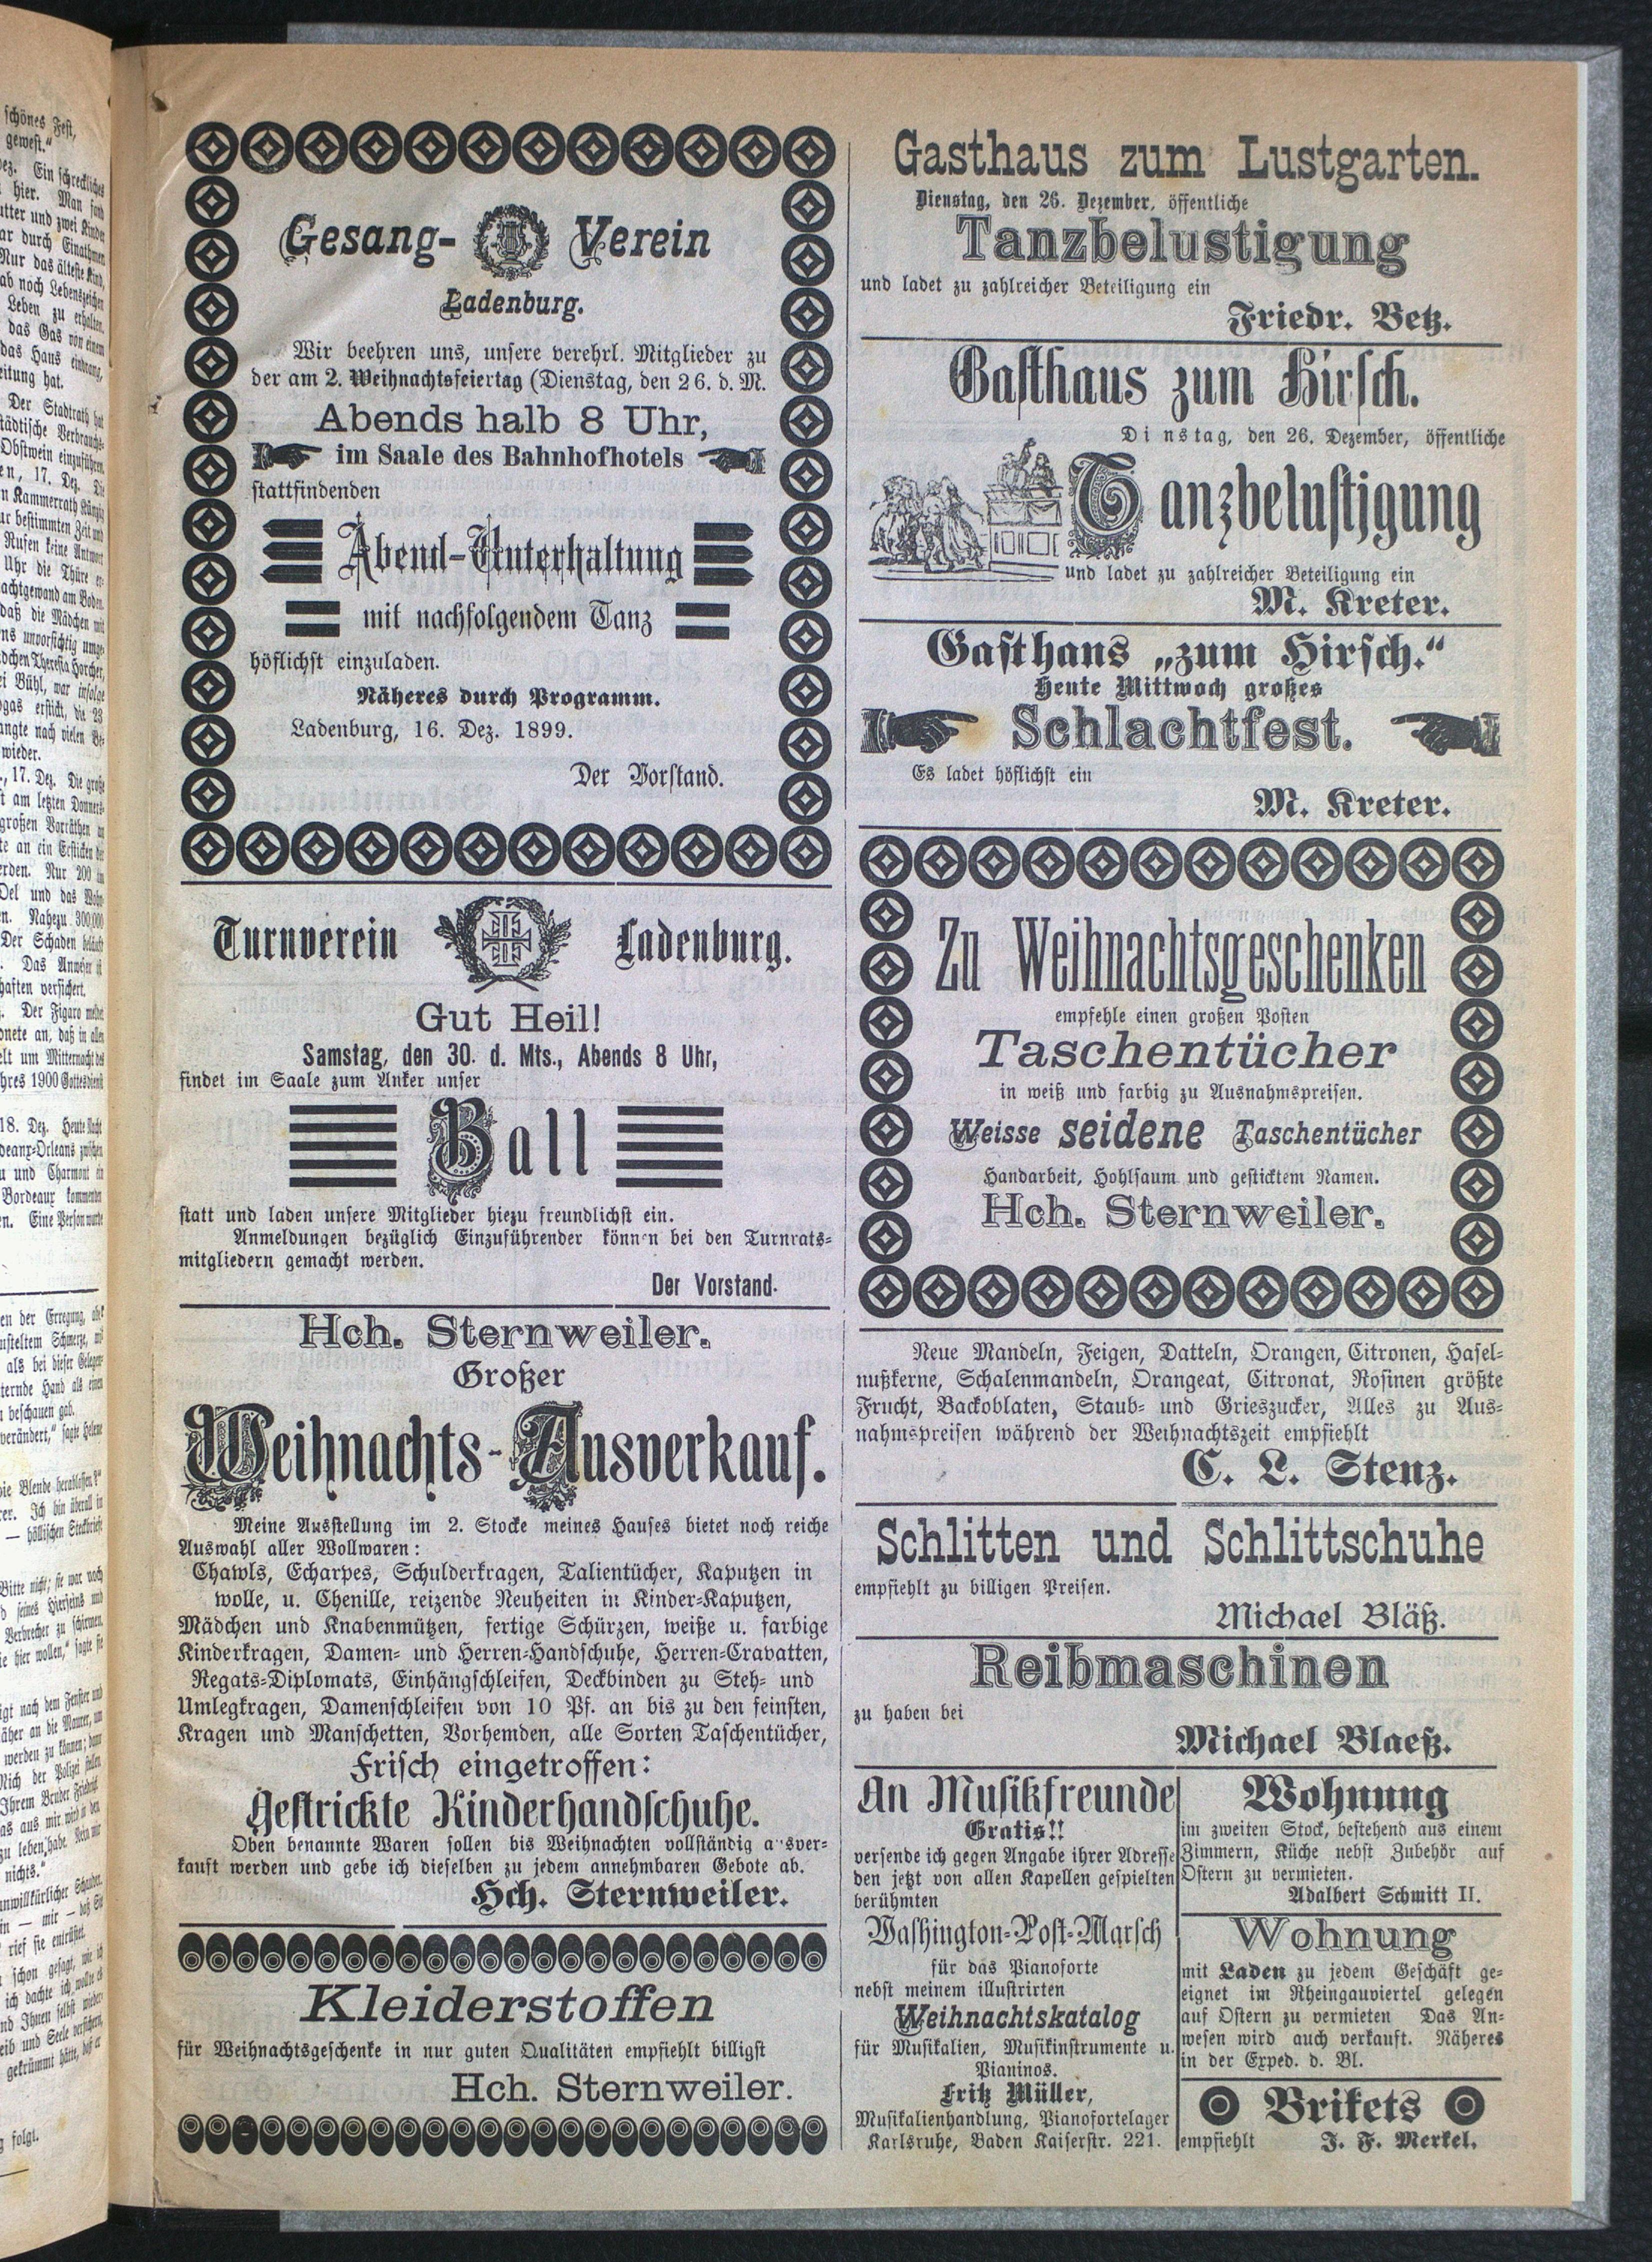 Gesang- Verein
Ladenburg.
Wir beehren uns, unsere verehrl. Mitglieder zu
der am 2. Weihnachtsfeiertag (Dienstag, den 26. d. M.
Abends halb 8 Uhr,
im Saale des Bahnhofhotels
stattfindenden
Abend-Unterhaltung
mit nachfolgendem Tanz
höflichst einzuladen.
Näheres durch Programm.
Ladenburg, 16. Dez. 1899.
Der Vorstand.
Turnverein Ladenburg.
Gut Heil!
Samstag, den 30. d. Mts., Abends 8 Uhr,
findet im Saale zum Anker unser
Ball
statt und laden unsere Mitglieder hiezu freundlichst ein.
Anmeldungen bezüglich Einzuführender können bei den Turnrats-
mitgliedern gemacht werden.
Der Vorstand.
Hch. Sternweiler.
Großer
Weihnachts-Ausverkauf.
Meine Ausstellung im 2. Stocke meines Hauses bietet noch reiche
Auswahl aller Wollwaren:
Chawls, Echarpes, Schulderkragen, Talientücher, Kaputzen in
wolle, u. Chenille, reizende Neuheiten in Kinder-Kaputzen,
Mädchen und Knabenmützen, fertige Schürzen, weiße u. farbige
Kinderkragen, Damen- und Herren-Handschuhe, Herren-Cravatten,
Regats-Diplomats, Einhängschleifen, Deckbinden zu Steh- und
Umlegkragen, Damenschleifen von 10 Pf. an bis zu den feinsten,
Kragen und Manschetten, Vorhemden, alle Sorten Taschentücher,
Frisch eingetroffen:
Gestrickte Kinderhandschuhe.
Oben benannte Waren sollen bis Weihnachten vollständig ausver-
kauft werden und gebe ich dieselben zu jedem annehmbaren Gebote ab.
Hch. Sternweiler.
Kleiderstoffen
für Weihnachtsgeschenke in nur guten Qualitäten empfiehlt billigst
Hch. Sternweiler.
Gasthaus zum Lustgarten.
Dienstag, den 26. Dezember, öffentliche
Tanzbelustigung
und ladet zu zahlreicher Beteiligung ein
Friedr. Betz.
Gasthaus zum Hirsch.
Dinstag, den 26. Dezember, öffentliche
Tanzbelustigung
und ladet zu zahlreicher Beteiligung ein
M. Kreter.
Gasthaus „zum Hirsch.“
Heute Mittwoch großes
Schlachtfest.
Es ladet höflichst ein
M. Kreter.
Zu Weihnachtsgeschenken
empfehle einen großen Posten
Taschentücher
in weiß und farbig zu Ausnahmspreisen.
Weisse seidene Taschentücher
Handarbeit, Hohlsaum und gesticktem Namen.
Hch. Sternweiler.
Neue Mandeln, Feigen, Datteln, Orangen, Citronen, Hasel-
nußkerne, Schalenmandeln, Orangeat, Citronat, Rosinen größte
Frucht, Backoblaten, Staub- und Grieszucker, Alles zu Aus-
nahmspreisen während der Weihnachtszeit empfiehlt
C. L. Stenz.
Schlitten und Schlittschuhe
empfiehlt zu billigen Preisen.
Michael Bläß.
Reibmaschinen
zu haben bei
Michael Blaeß.
An Musikfreunde
Gratis!!
versende ich gegen Angabe ihrer Adresse
den jetzt von allen Kapellen gespielten
berühmten
Washington-Post-Marsch
für das Pianoforte
nebst meinem illustrirten
Weihnachtskatalog
für Musikalien, Musikinstrumente u.
Pianinos.
Fritz Müller,
Musikalienhandlung, Pianofortelager
Karlsruhe, Baden Kaiserstr. 221.
Wohnung
im zweiten Stock, bestehend aus einem
Zimmern, Küche nebst Zubehör auf
Ostern zu vermieten.
Adalbert Schmitt II.
Wohnung
mit Laden zu jedem Geschäft ge-
eignet im Rheingauviertel gelegen
auf Ostern zu vermieten Das An-
wesen wird auch verkauft. Näheres
in der Exped. d. Bl.
Brikets
empfiehlt J. F. Merkel.